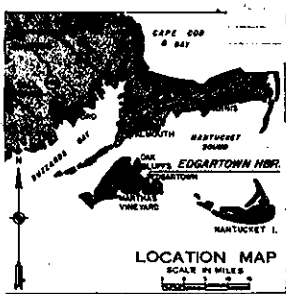 CAPE COD
& BAY
BUZZARDS BAY
NANTUCKET
SOUND
OAK
BLUFFS
EDGARTOWN HBR.
EDGARTOWN
MARTHAS
VINEYARD
NANTUCKET I.
N
LOCATION MAP
SCALE IN MILES